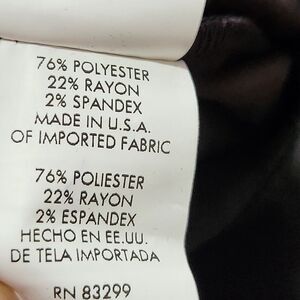 76% POLYESTER
22% RAYON
2% SPANDEX
MADE IN U.S.A.
OF IMPORTED FABRIC
76% POLIESTER
22% RAYON
2% ESPANDEX
HECHO EN EE.UU.
DE TELA IMPORTADA
RN 83299